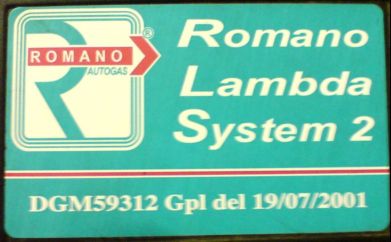 ROMANO
®
AUTOGAS
Romano
Lambda
System 2
DGM59312 Gpl del 19/07/2001